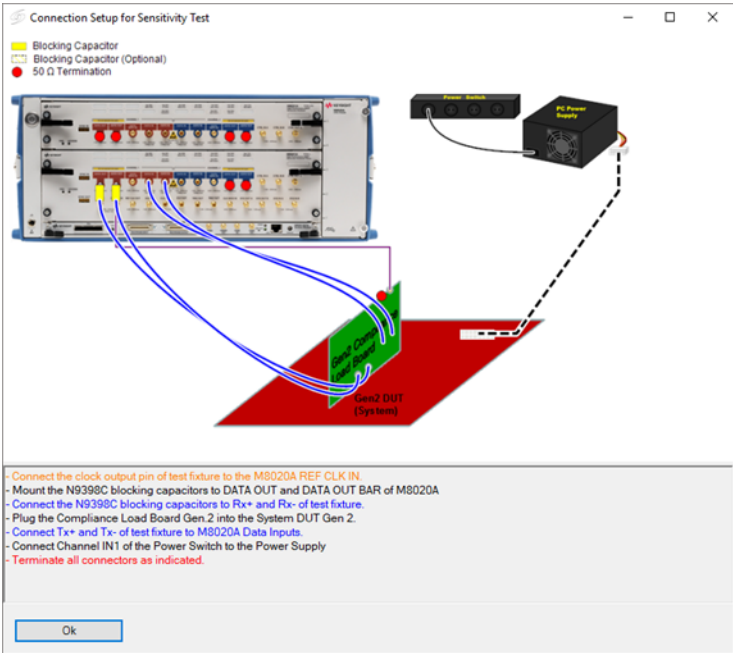 Connection Setup for Sensitivity Test
Blocking Capacitor
Blocking Capacitor (Optional)
50 Ω Termination
Power Switch
PC Power
Supply
Gen2 Compliance
Load Board
Gen2 DUT
(System)
- Connect the clock output pin of test fixture to the M8020A REF CLK IN.
- Mount the N9398C blocking capacitors to DATA OUT and DATA OUT BAR of M8020A
- Connect the N9398C blocking capacitors to Rx+ and Rx- of test fixture.
- Plug the Compliance Load Board Gen.2 into the System DUT Gen 2.
- Connect Tx+ and Tx- of test fixture to M8020A Data Inputs.
- Connect Channel IN1 of the Power Switch to the Power Supply
- Terminate all connectors as indicated.
Ok